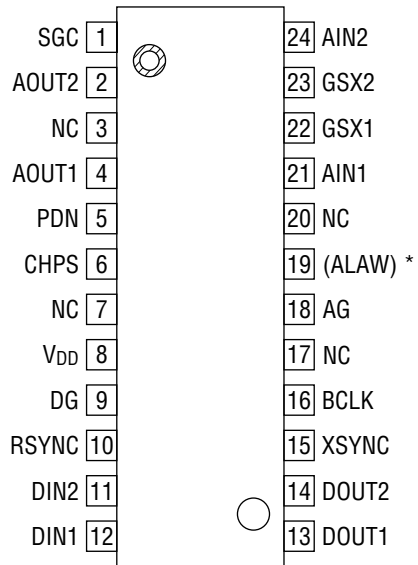 SGC 1 24 AIN2
AOUT2 2 23 GSX2
NC 3 22 GSX1
AOUT1 4 21 AIN1
PDN 5 20 NC
CHPS 6 19 (ALAW) *
NC 7 18 AG
VDD 8 17 NC
DG 9 16 BCLK
RSYNC 10 15 XSYNC
DIN2 11 14 DOUT2
DIN1 12 13 DOUT1